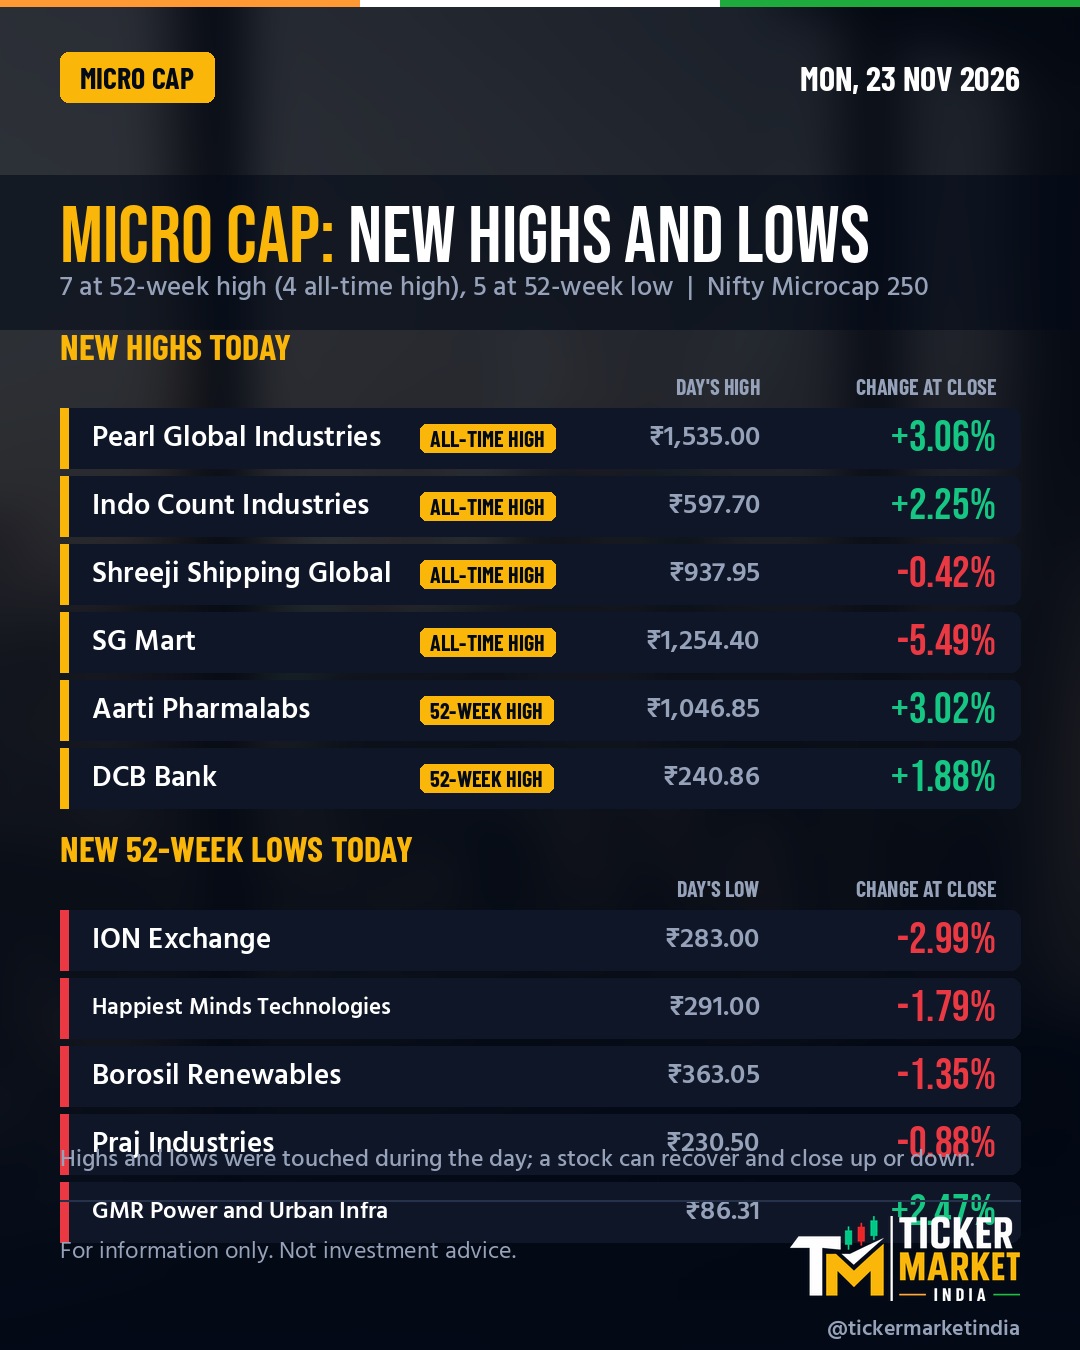 MICRO CAP
MON, 23 NOV 2026
MICRO CAP: NEW HIGHS AND LOWS
7 at 52-week high (4 all-time high), 5 at 52-week low | Nifty Microcap 250
NEW HIGHS TODAY
DAY'S HIGH CHANGE AT CLOSE
Pearl Global Industries ALL-TIME HIGH ₹1,535.00 +3.06%
Indo Count Industries ALL-TIME HIGH ₹597.70 +2.25%
Shreeji Shipping Global ALL-TIME HIGH ₹937.95 -0.42%
SG Mart ALL-TIME HIGH ₹1,254.40 -5.49%
Aarti Pharmalabs 52-WEEK HIGH ₹1,046.85 +3.02%
DCB Bank 52-WEEK HIGH ₹240.86 +1.88%
NEW 52-WEEK LOWS TODAY
DAY'S LOW CHANGE AT CLOSE
ION Exchange ₹283.00 -2.99%
Happiest Minds Technologies ₹291.00 -1.79%
Borosil Renewables ₹363.05 -1.35%
Praj Industries ₹230.50 -0.88%
Highs and lows were touched during the day; a stock can recover and close up or down.
GMR Power and Urban Infra ₹86.31 +2.47%
For information only. Not investment advice.
TM TICKER
MARKET
INDIA
@tickermarketindia